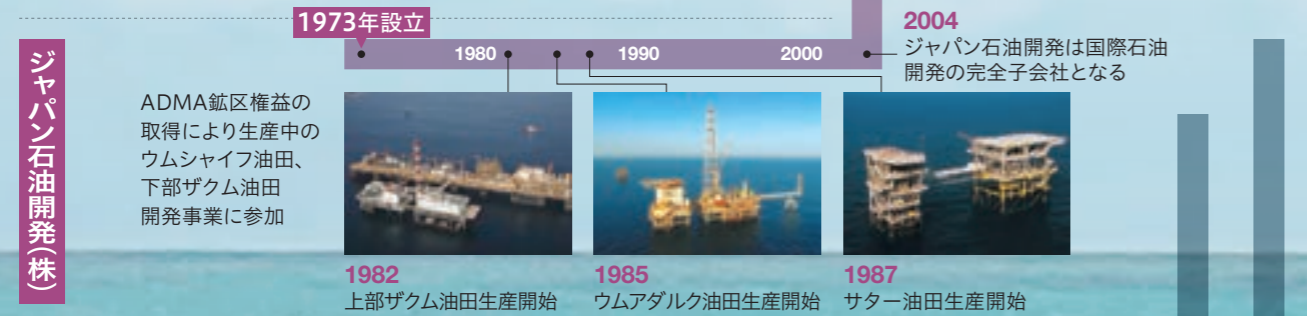 1973年設立
ジャパン石油開発(株)
1980
1990
2000
2004
ジャパン石油開発は国際石油
開発の完全子会社となる
ADMA鉱区権益の
取得により生産中の
ウムシャイフ油田、
下部ザクム油田
開発事業に参加
1982
上部ザクム油田生産開始
1985
ウムアダルク油田生産開始
1987
サター油田生産開始